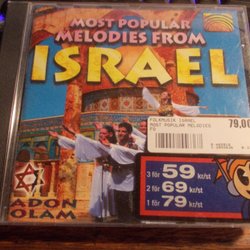 MOST POPULAR
MELODIES FROM
ISRAEL
79,00
FOLKMUSIK ISRAEL
MOST POPULAR MELODIES
ADON
OLAM
3 för 59 kr/st
2 för 69 kr/st
1 för 79 kr/st